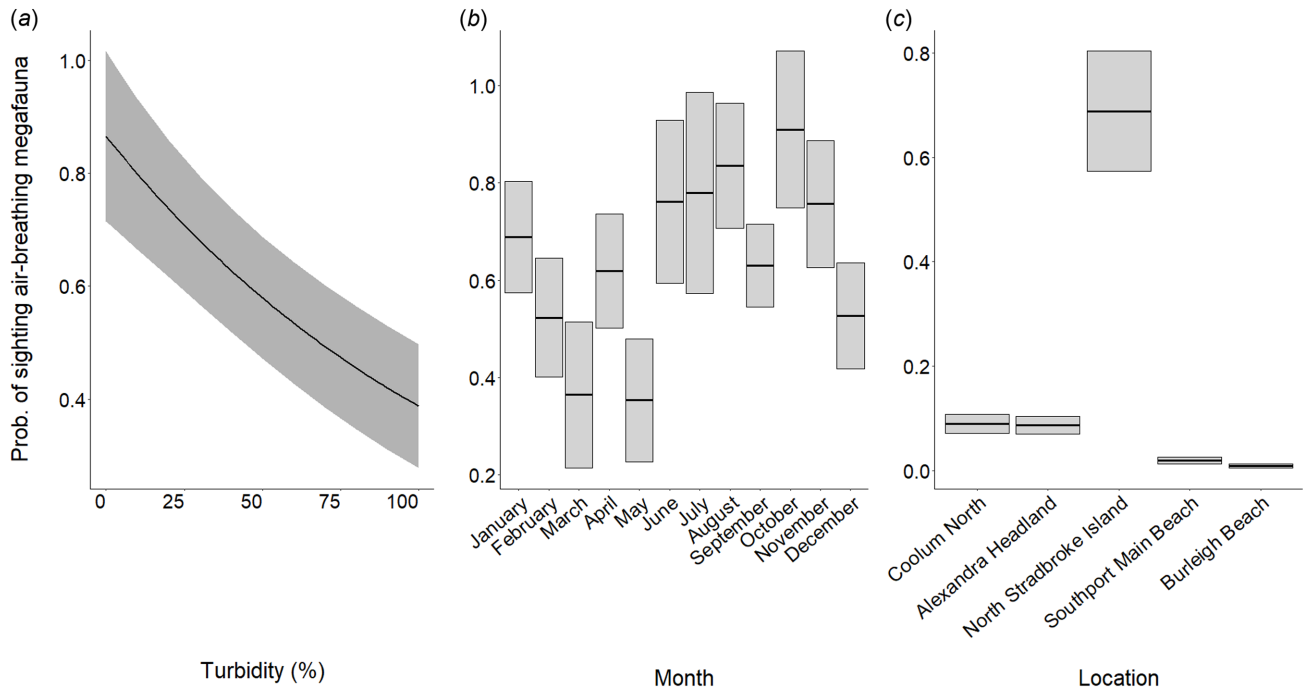 (a)
Prob. of sighting air-breathing megafauna
1.0
0.8
0.6
0.4
0
25
50
75
100
Turbidity (%)
(b)
1.0
0.8
0.6
0.4
0.2
January
February
March
April
May
June
July
August
September
October
November
December
Month
(c)
0.8
0.6
0.4
0.2
0.0
Coolum North
Alexandra Headland
North Stradbroke Island
Southport Main Beach
Burleigh Beach
Location